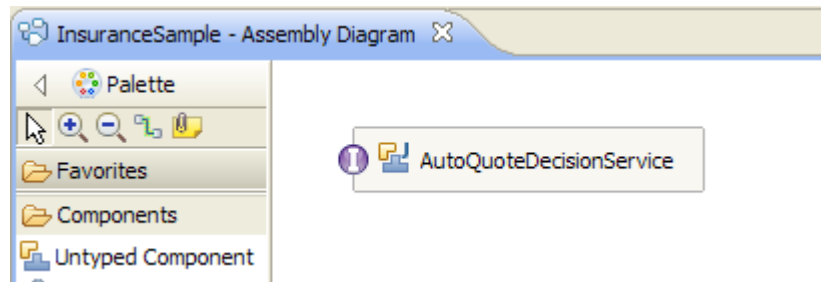 InsuranceSample - Assembly Diagram
Palette
AutoQuoteDecisionService
Favorites
Components
Untyped Component